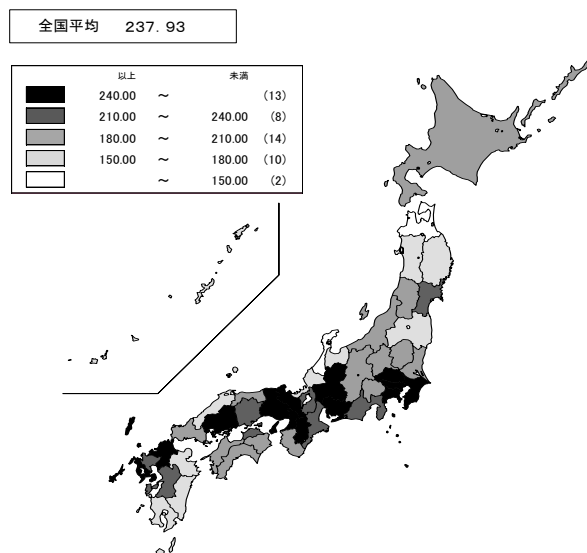 全国平均 237.93
以上 未満
240.00 ～ (13)
210.00 ～ 240.00 (8)
180.00 ～ 210.00 (14)
150.00 ～ 180.00 (10)
～ 150.00 (2)